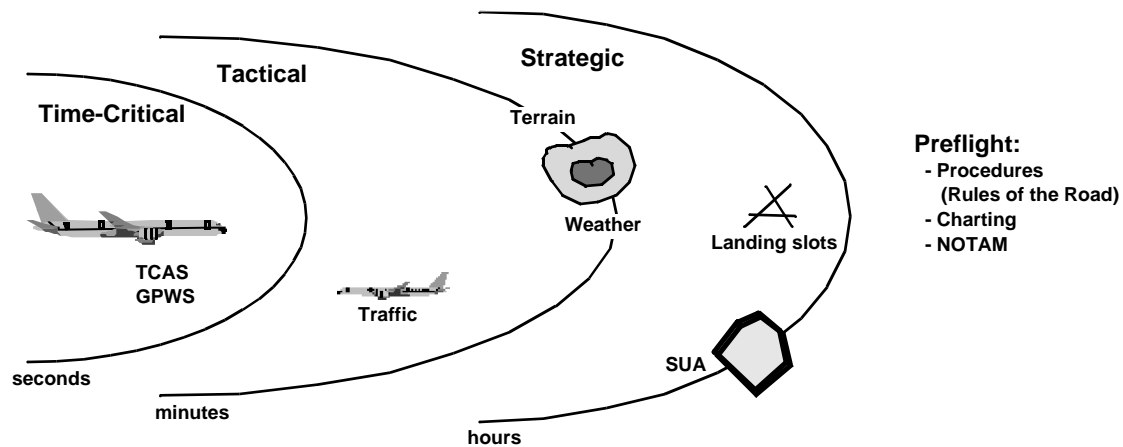 Time-Critical
TCAS
GPWS
seconds
Tactical
Traffic
minutes
Strategic
Terrain
Weather
Landing slots
SUA
hours
Preflight:
- Procedures
(Rules of the Road)
- Charting
- NOTAM